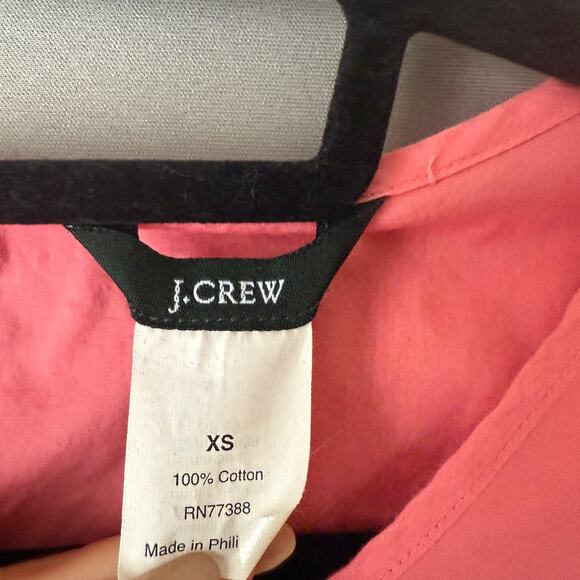 J.CREW
XS
100% Cotton
RN77388
Made in Phili